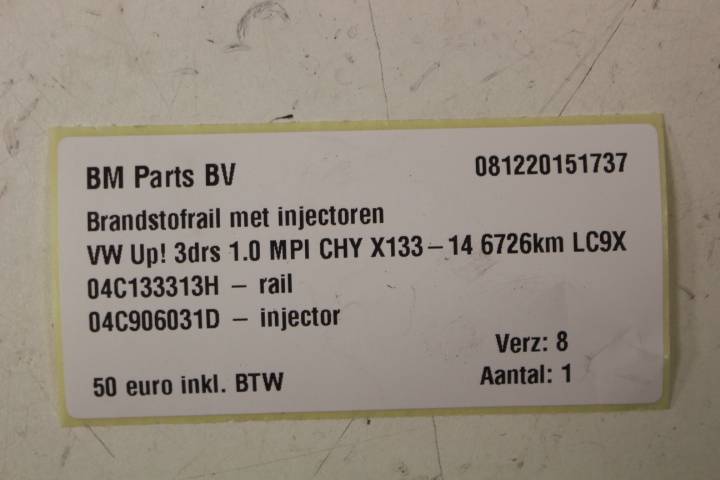 BM Parts BV 081220151737
Brandstofrail met injectoren
VW Up! 3drs 1.0 MPI CHY X133-14 6726km LC9X
04C133313H - rail
04C906031D - injector
Verz: 8
50 euro inkl. BTW Aantal: 1